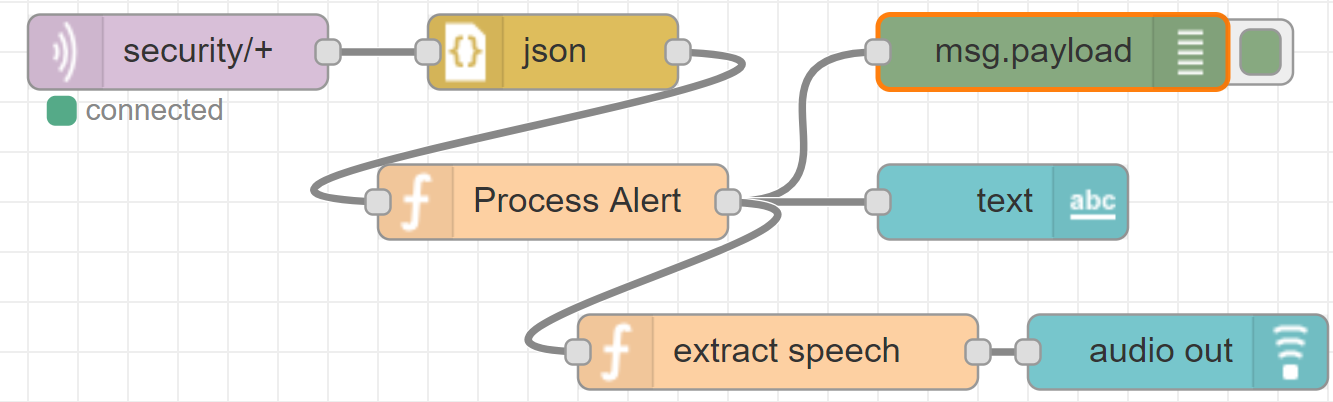 security/+
json
msg.payload
connected
Process Alert
text
abc
extract speech
audio out